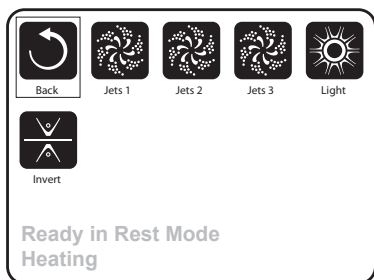 Back Jets 1 Jets 2 Jets 3 Light
Invert
Ready in Rest Mode
Heating